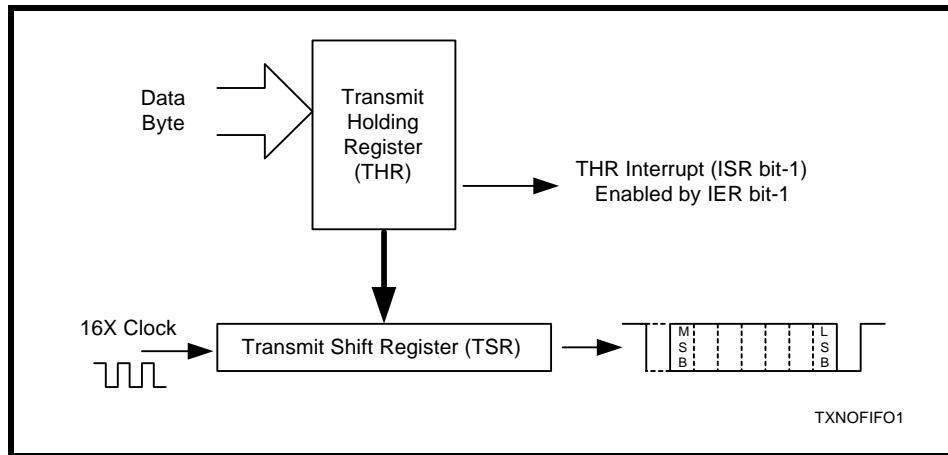 Data
Byte
Transmit
Holding
Register
(THR)
THR Interrupt (ISR bit-1)
Enabled by IER bit-1
16X Clock
Transmit Shift Register (TSR)
M
S
B
L
S
B
TXNOFIFO1